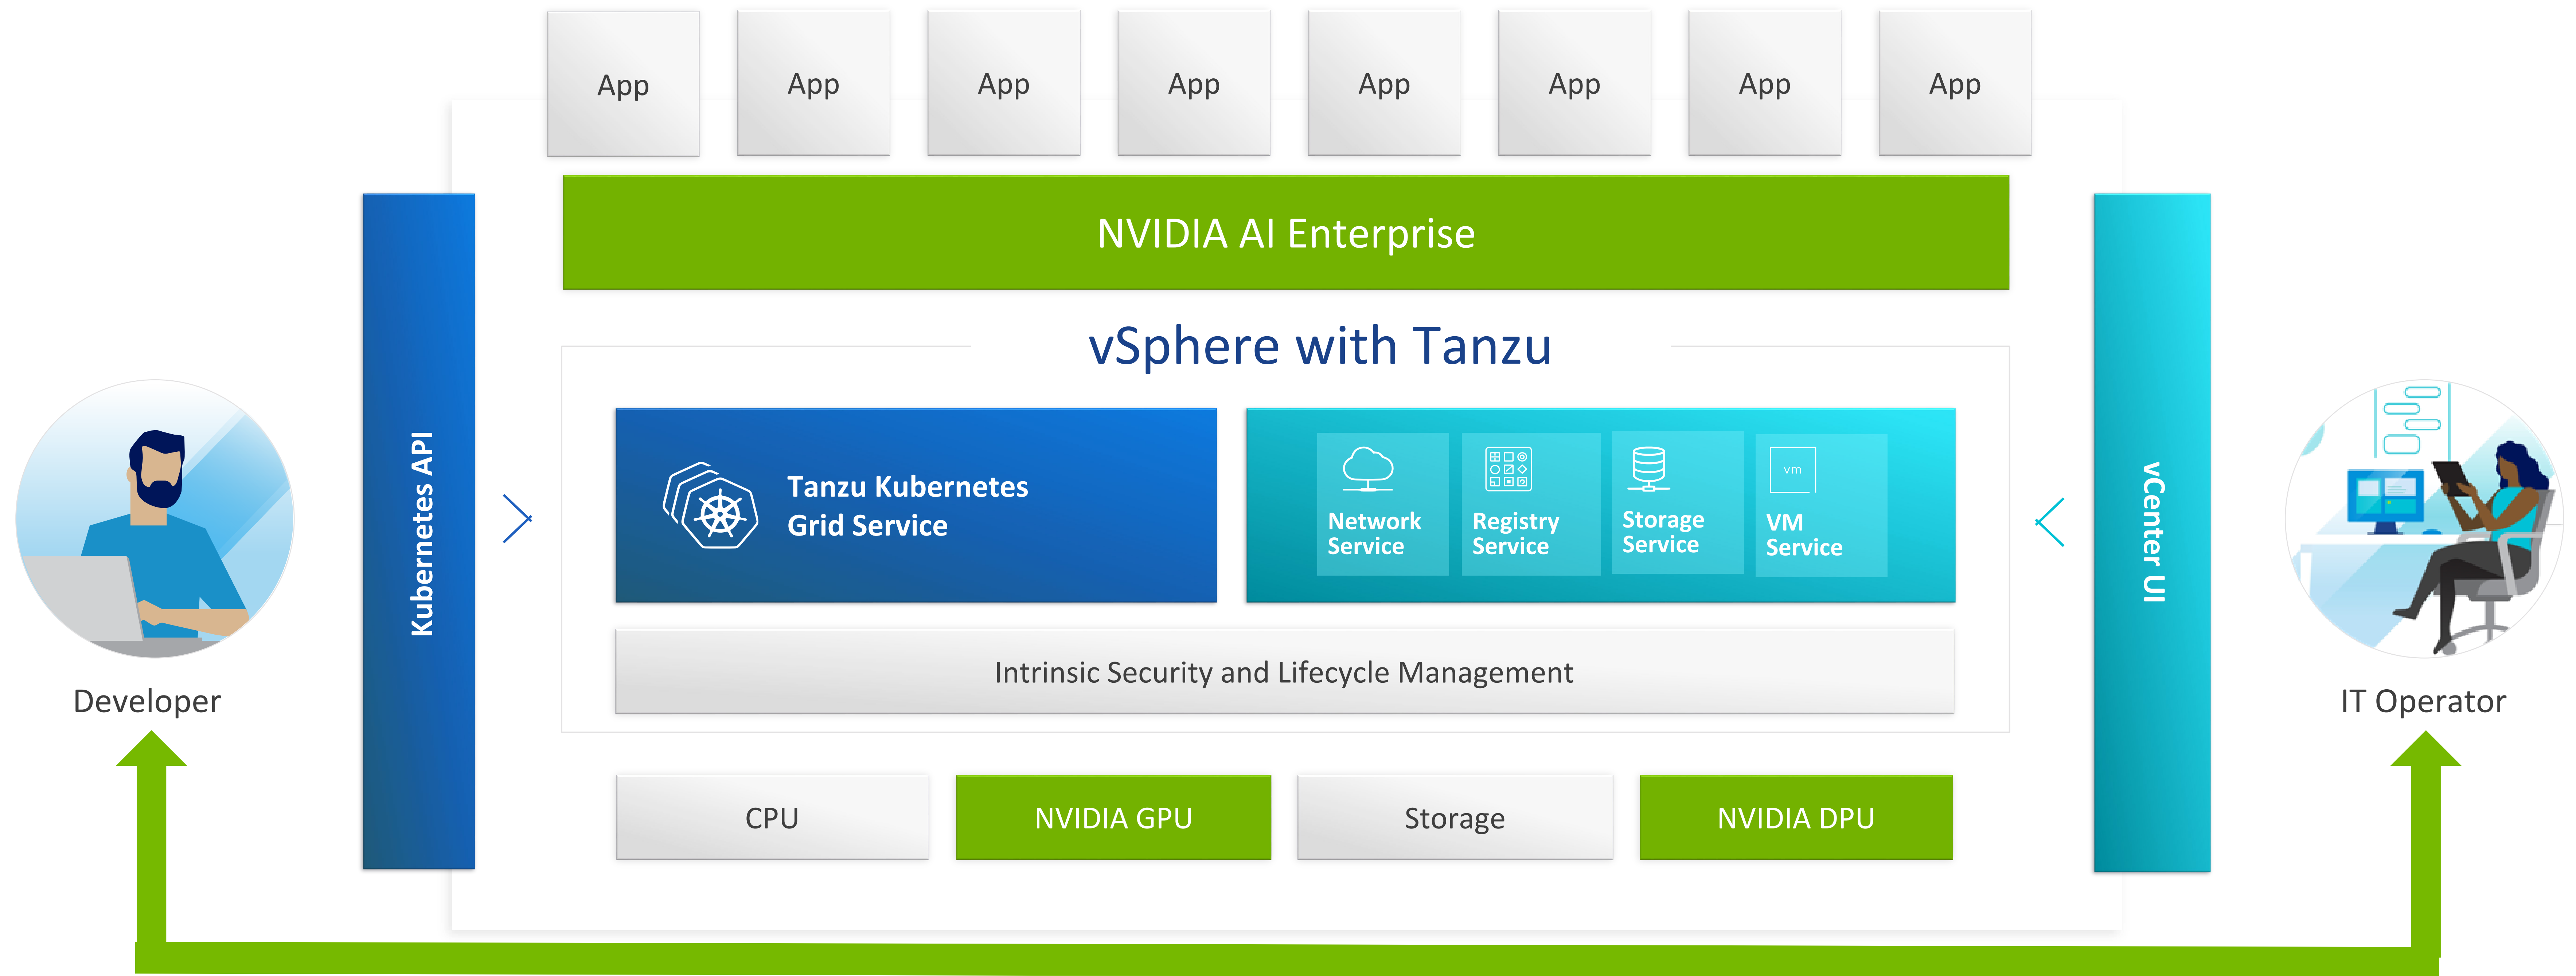 App
App
App
App
App
App
App
App
NVIDIA AI Enterprise
vSphere with Tanzu
Kubernetes API
Tanzu Kubernetes
Grid Service
Network
Service
Registry
Service
Storage
Service
vm
VM
Service
vCenter UI
Intrinsic Security and Lifecycle Management
Developer
IT Operator
CPU
NVIDIA GPU
Storage
NVIDIA DPU